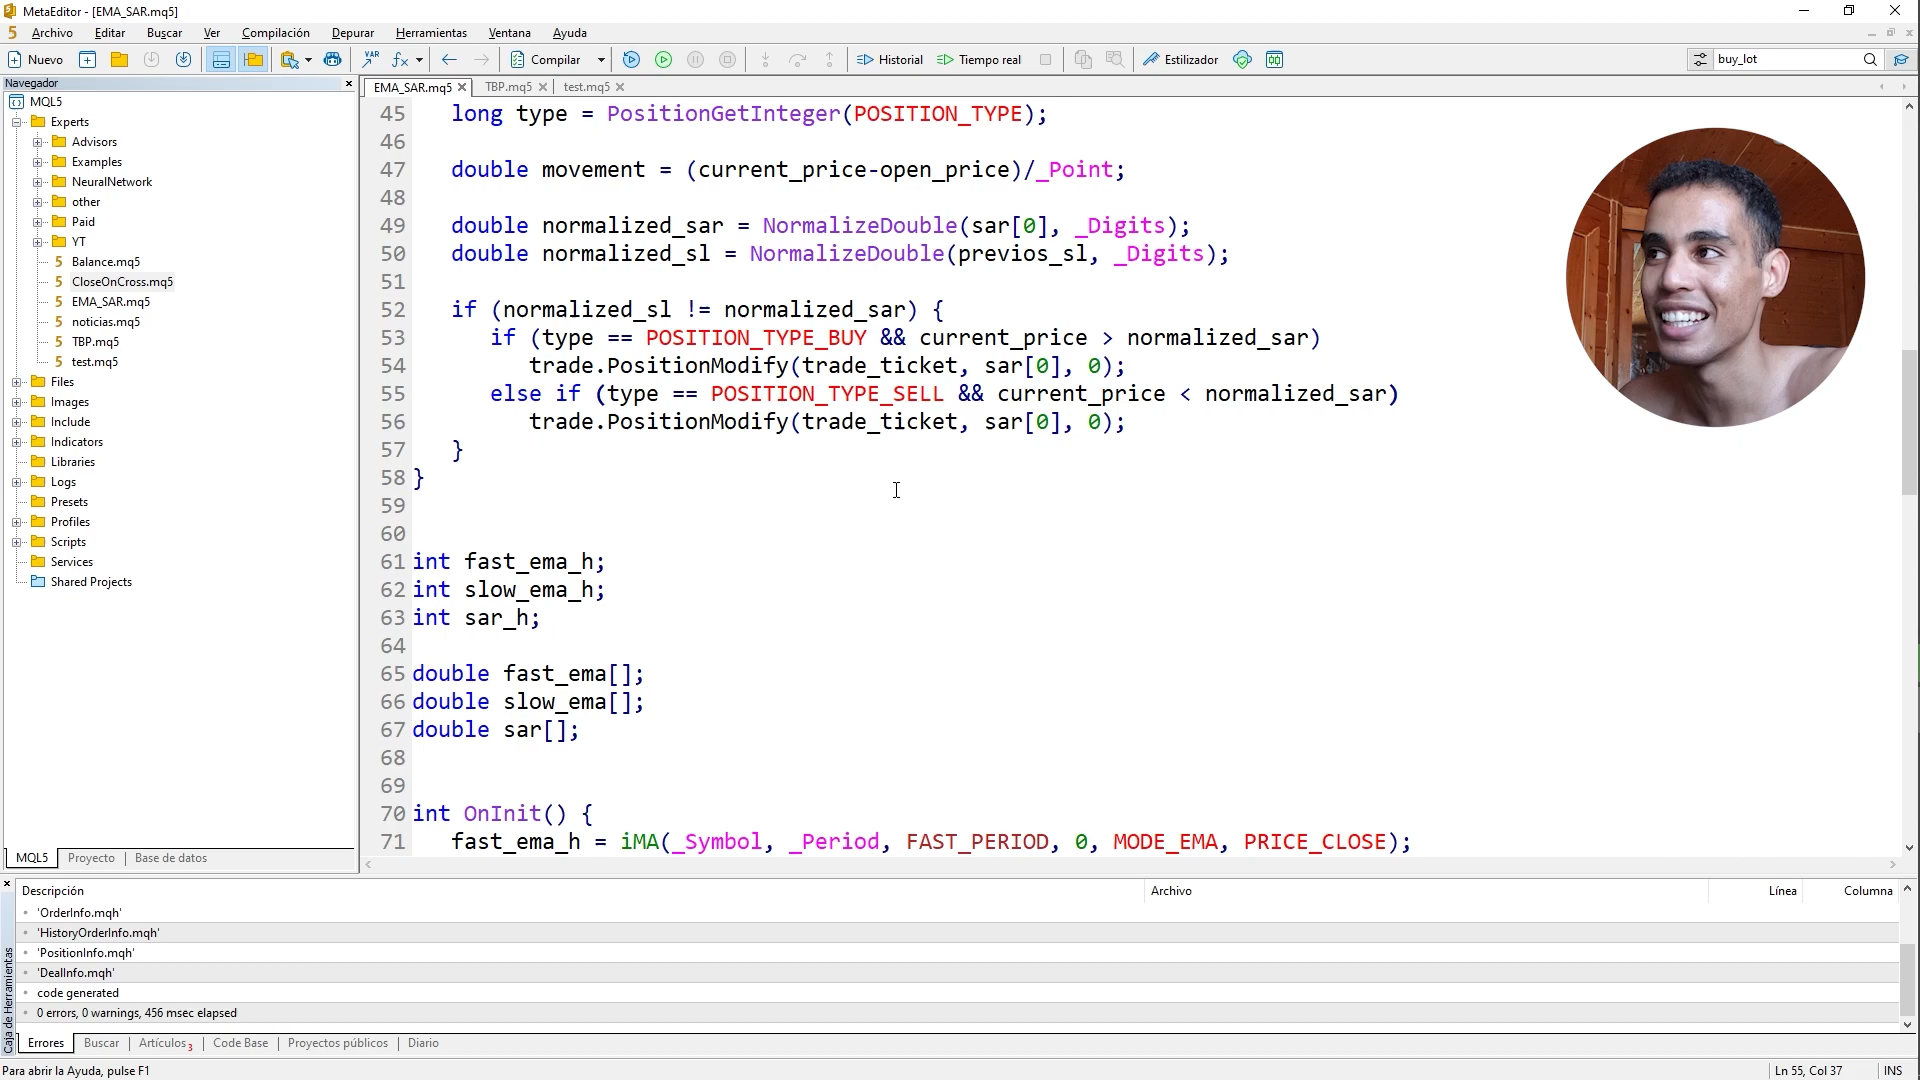 MetaEditor - [EMA_SAR.mq5]
5 Archivo Editar Buscar Ver Compilación Depurar Herramientas Ventana Ayuda
Nuevo VAR fx Compilar Historial Tiempo real Estilizador buy_lot
Navegador
MQL5
Experts
Advisors
Examples
NeuralNetwork
other
Paid
YT
5 Balance.mq5
5 CloseOnCross.mq5
5 EMA_SAR.mq5
5 noticias.mq5
5 TBP.mq5
5 test.mq5
Files
Images
Include
Indicators
Libraries
Logs
Presets
Profiles
Scripts
Services
Shared Projects
MQL5 Proyecto Base de datos
EMA_SAR.mq5 TBP.mq5 test.mq5
45 long type = PositionGetInteger(POSITION_TYPE);
46
47 double movement = (current_price-open_price)/_Point;
48
49 double normalized_sar = NormalizeDouble(sar[0], _Digits);
50 double normalized_sl = NormalizeDouble(previos_sl, _Digits);
51
52 if (normalized_sl != normalized_sar) {
53 if (type == POSITION_TYPE_BUY && current_price > normalized_sar)
54 trade.PositionModify(trade_ticket, sar[0], 0);
55 else if (type == POSITION_TYPE_SELL && current_price < normalized_sar)
56 trade.PositionModify(trade_ticket, sar[0], 0);
57 }
58 }
59
60
61 int fast_ema_h;
62 int slow_ema_h;
63 int sar_h;
64
65 double fast_ema[];
66 double slow_ema[];
67 double sar[];
68
69
70 int OnInit() {
71 fast_ema_h = iMA(_Symbol, _Period, FAST_PERIOD, 0, MODE_EMA, PRICE_CLOSE);
Descripción Archivo Línea Columna
'OrderInfo.mqh'
'HistoryOrderInfo.mqh'
'PositionInfo.mqh'
'DealInfo.mqh'
code generated
0 errors, 0 warnings, 456 msec elapsed
Caja de Herramientas
Errores Buscar Artículos 3 Code Base Proyectos públicos Diario
Para abrir la Ayuda, pulse F1 Ln 55, Col 37 INS